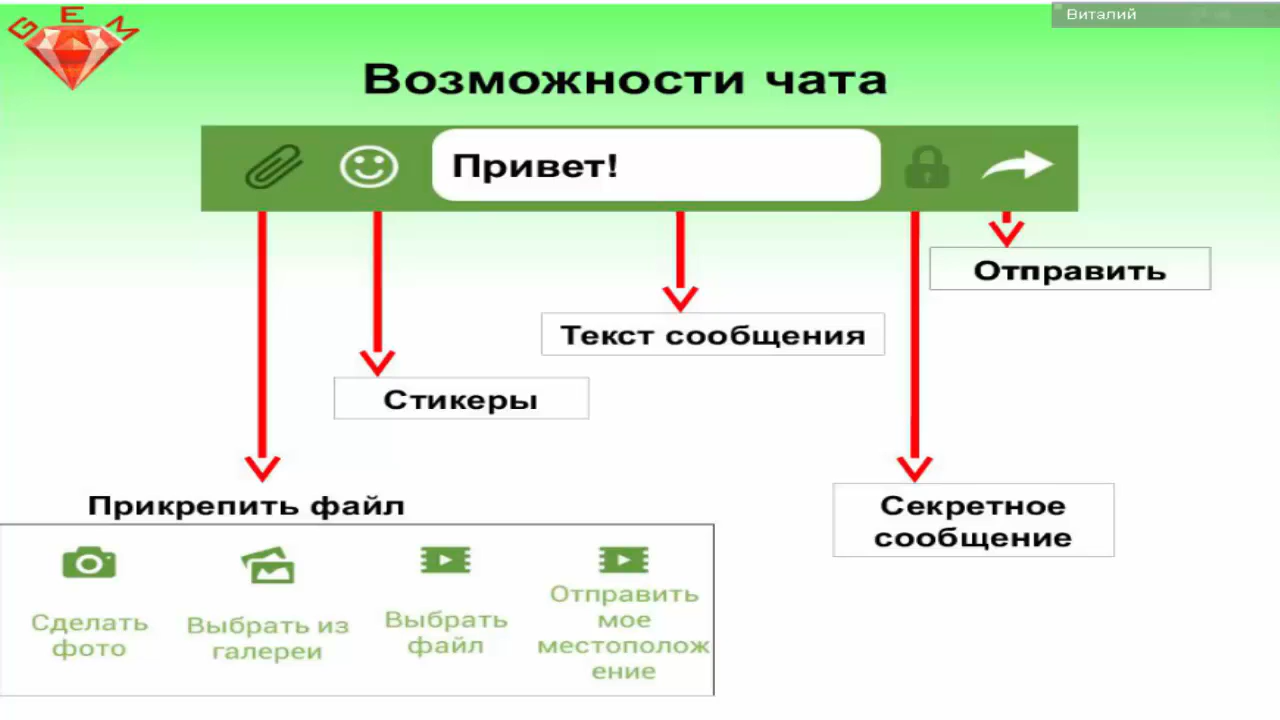 GEM
Виталий
Возможности чата
Привет!
Отправить
Текст сообщения
Стикеры
Прикрепить файл
Секретное
сообщение
Сделать
фото
Выбрать из
галереи
Выбрать
файл
Отправить
мое
местополож
ение